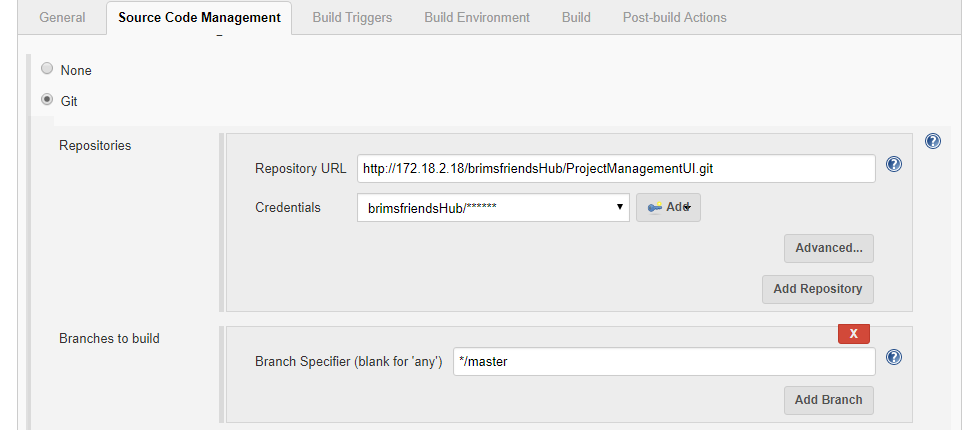 General Source Code Management Build Triggers Build Environment Build Post-build Actions
None
Git
Repositories
Repository URL http://172.18.2.18/brimsfriendsHub/ProjectManagementUI.git
Credentials brimsfriendsHub/****** Add
Advanced...
Add Repository
Branches to build
X
Branch Specifier (blank for 'any') */master
Add Branch